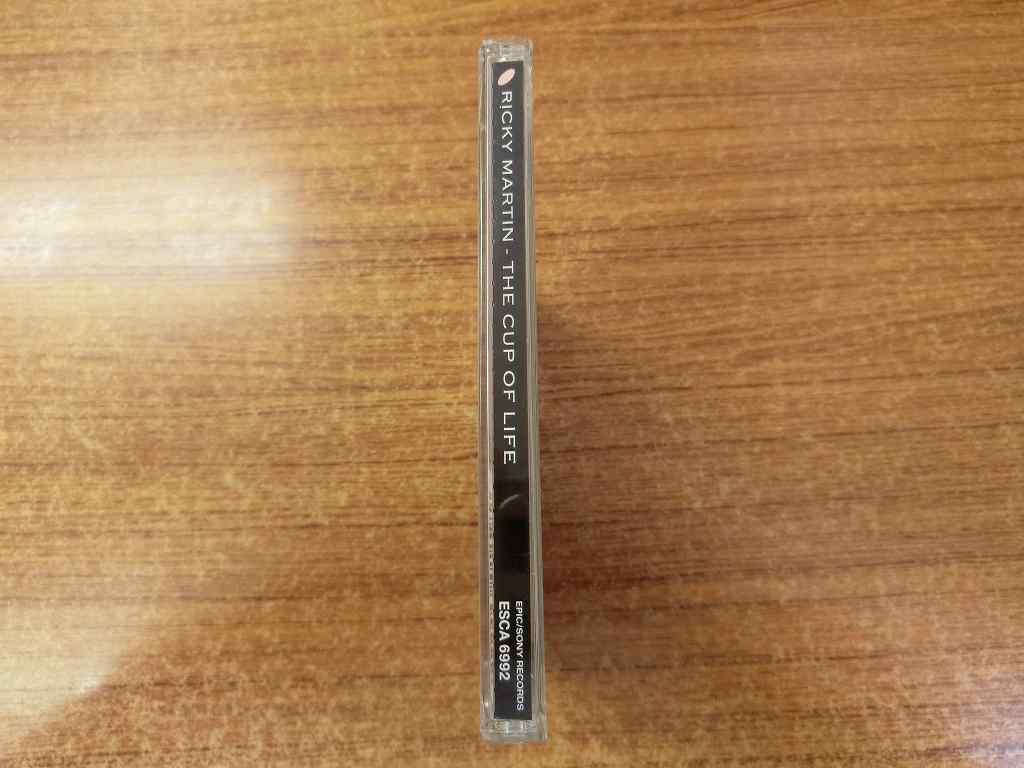 RICKY MARTIN - THE CUP OF LIFE
EPIC/SONY RECORDS
ESCA 6992